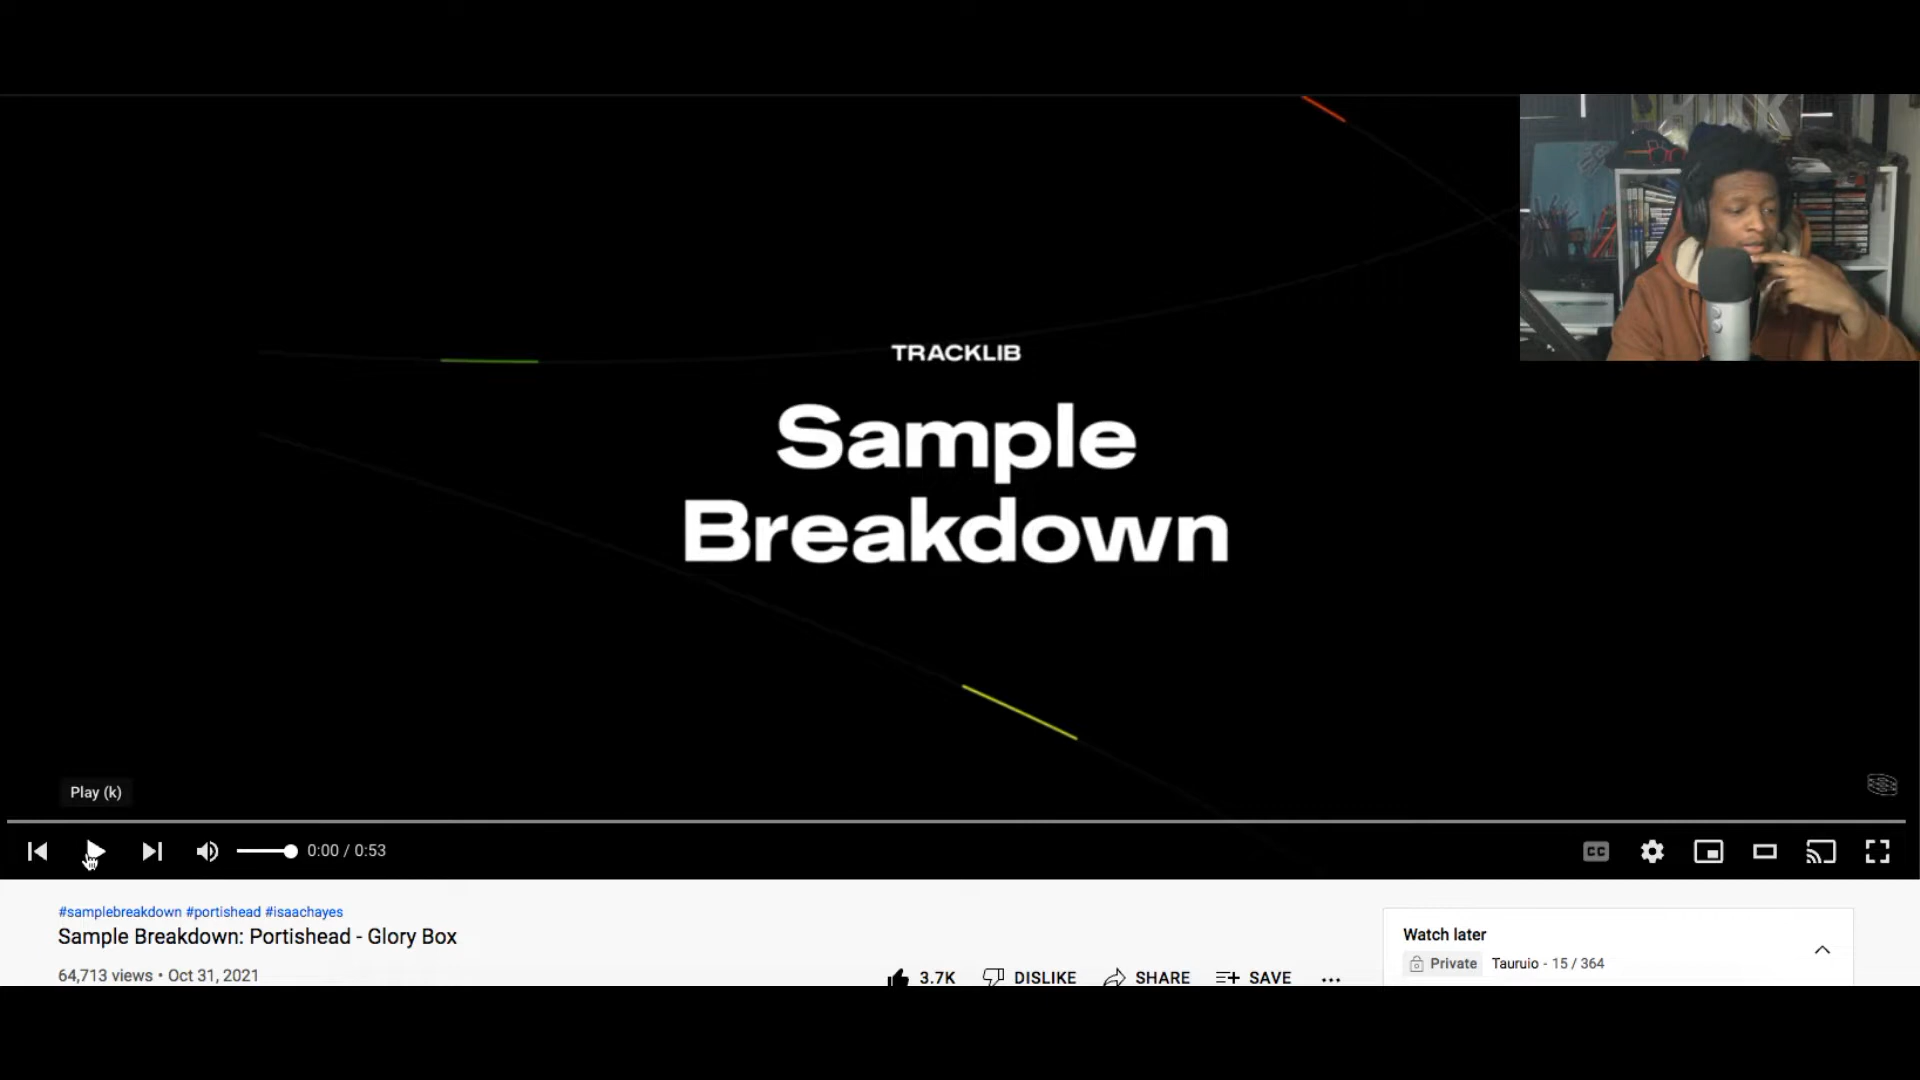 TRACKLIB
Sample
Breakdown
Play (k)
0:00 / 0:53
CC
#samplebreakdown #portishead #isaachayes
Sample Breakdown: Portishead - Glory Box
64,713 views • Oct 31, 2021
3.7K DISLIKE SHARE SAVE ...
Watch later
Private Tauruio - 15 / 364